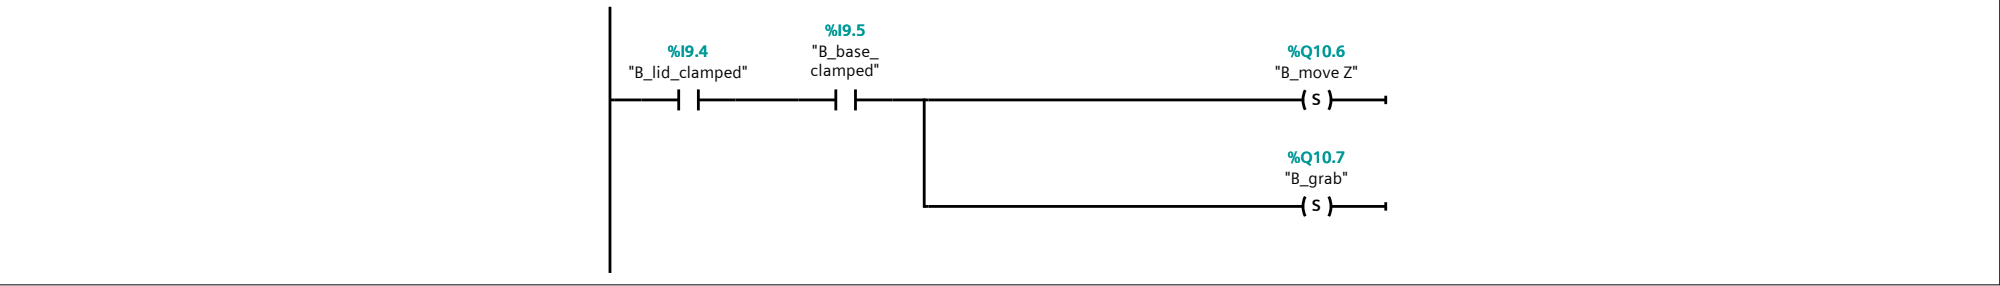 %I9.4
"B_lid_clamped"
%I9.5
"B_base_
clamped"
%Q10.6
"B_move Z"
S
%Q10.7
"B_grab"
S